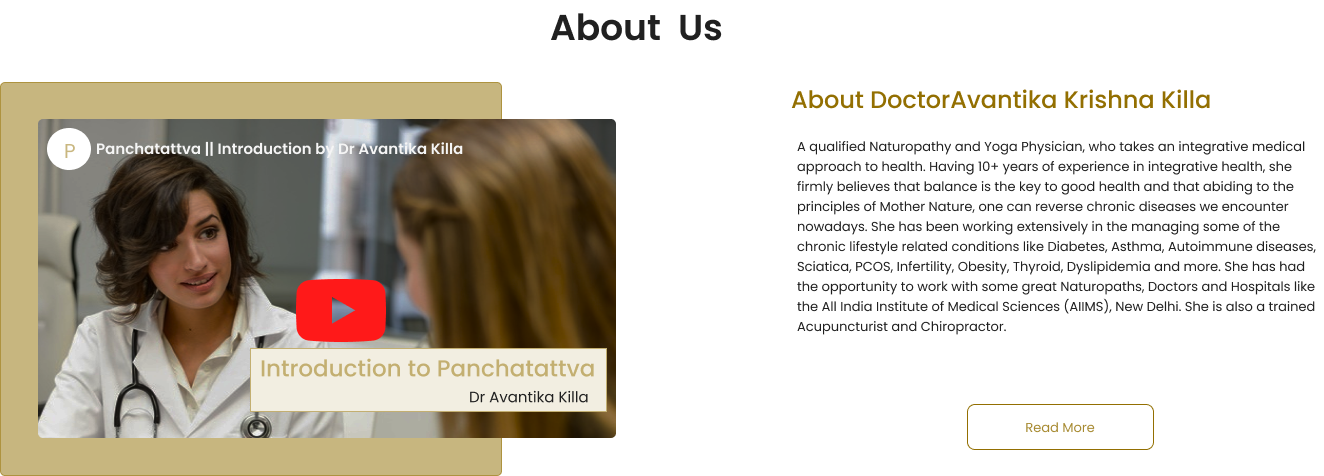 About Us
P
Panchatattva || Introduction by Dr Avantika Killa
Introduction to Panchatattva
Dr Avantika Killa
About DoctorAvantika Krishna Killa
A qualified Naturopathy and Yoga Physician, who takes an integrative medical
approach to health. Having 10+ years of experience in integrative health, she
firmly believes that balance is the key to good health and that abiding to the
principles of Mother Nature, one can reverse chronic diseases we encounter
nowadays. She has been working extensively in the managing some of the
chronic lifestyle related conditions like Diabetes, Asthma, Autoimmune diseases,
Sciatica, PCOS, Infertility, Obesity, Thyroid, Dyslipidemia and more. She has had
the opportunity to work with some great Naturopaths, Doctors and Hospitals like
the All India Institute of Medical Sciences (AIIMS), New Delhi. She is also a trained
Acupuncturist and Chiropractor.
Read More